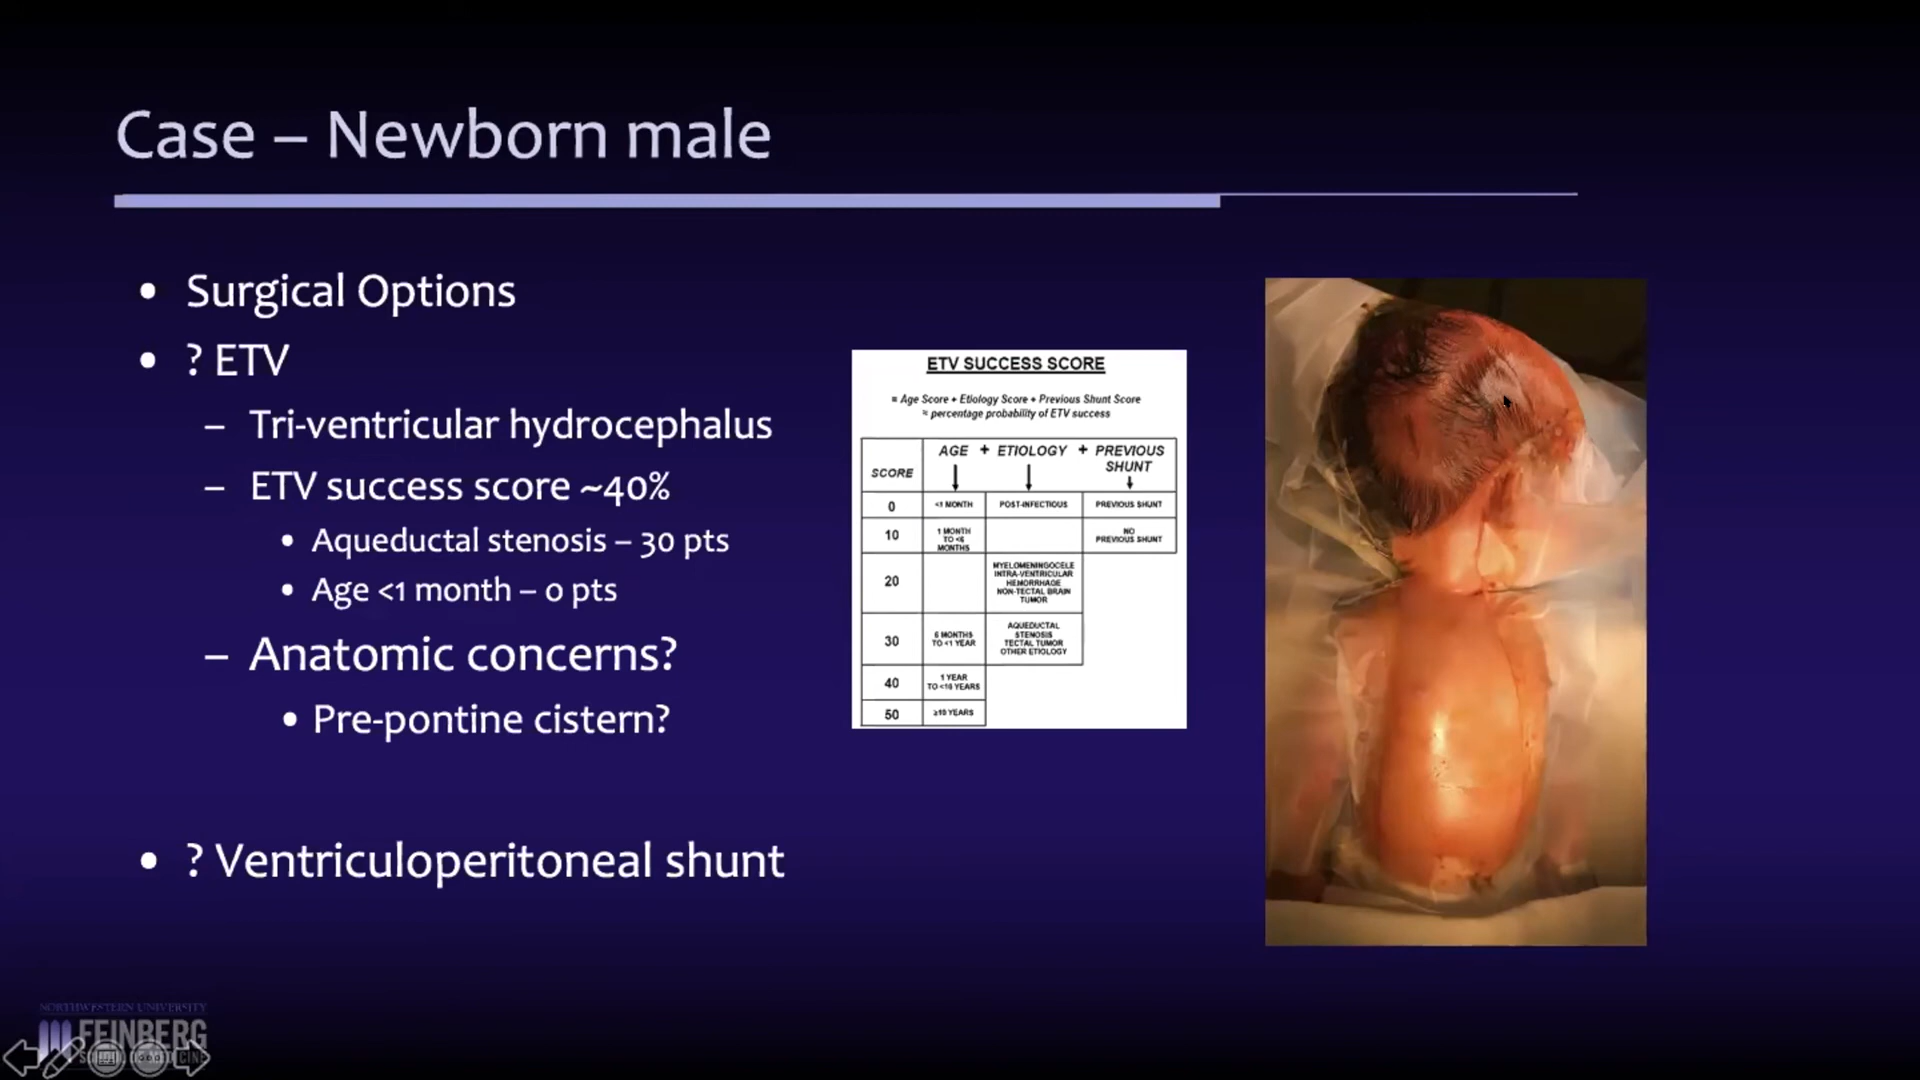 Case – Newborn male
• Surgical Options
• ? ETV
– Tri-ventricular hydrocephalus
– ETV success score ~40%
• Aqueductal stenosis – 30 pts
• Age <1 month – 0 pts
– Anatomic concerns?
• Pre-pontine cistern?
• ? Ventriculoperitoneal shunt
ETV SUCCESS SCORE
= Age Score + Etiology Score + Previous Shunt Score
≈ percentage probability of ETV success
SCORE AGE + ETIOLOGY + PREVIOUS SHUNT
0 <1 MONTH POST-INFECTIOUS PREVIOUS SHUNT
10 1 MONTH TO <6 MONTHS NO PREVIOUS SHUNT
20 MYELOMENINGOCELE INTRA-VENTRICULAR HEMORRHAGE NON-TECTAL BRAIN TUMOR
30 6 MONTHS TO <1 YEAR AQUEDUCTAL STENOSIS TECTAL TUMOR OTHER ETIOLOGY
40 1 YEAR TO <10 YEARS
50 ≥10 YEARS
NORTHWESTERN UNIVERSITY
FEINBERG
SCHOOL OF MEDICINE